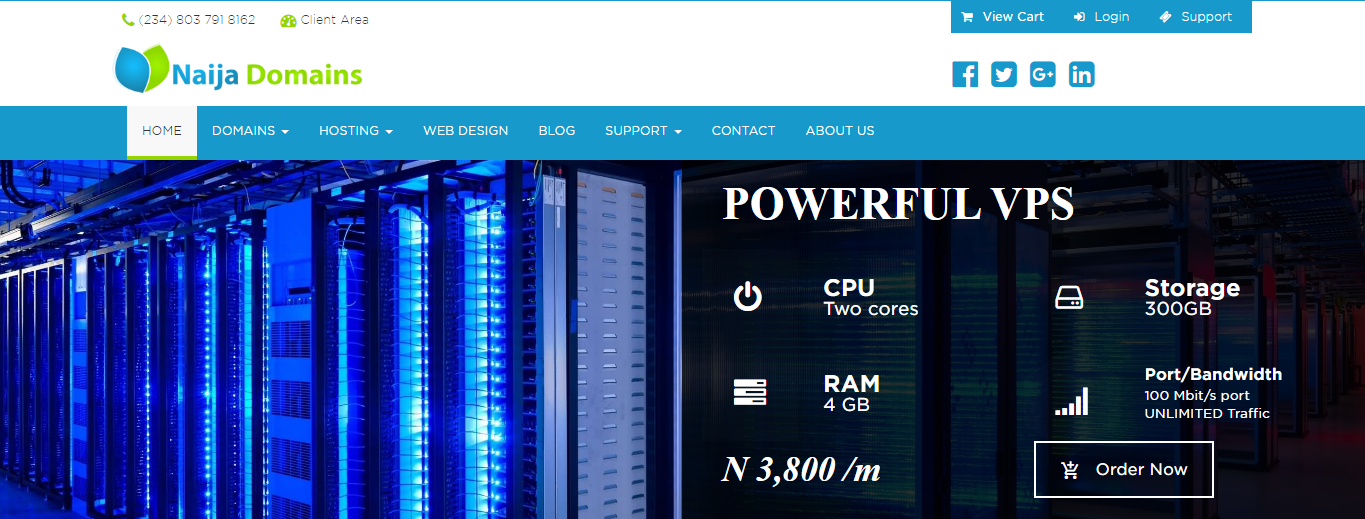 (234) 803 791 8162 Client Area
View Cart Login Support
Naija Domains
HOME DOMAINS HOSTING WEB DESIGN BLOG SUPPORT CONTACT ABOUT US
POWERFUL VPS
CPU
Two cores
Storage
300GB
RAM
4 GB
Port/Bandwidth
100 Mbit/s port
UNLIMITED Traffic
N 3,800 /m
Order Now